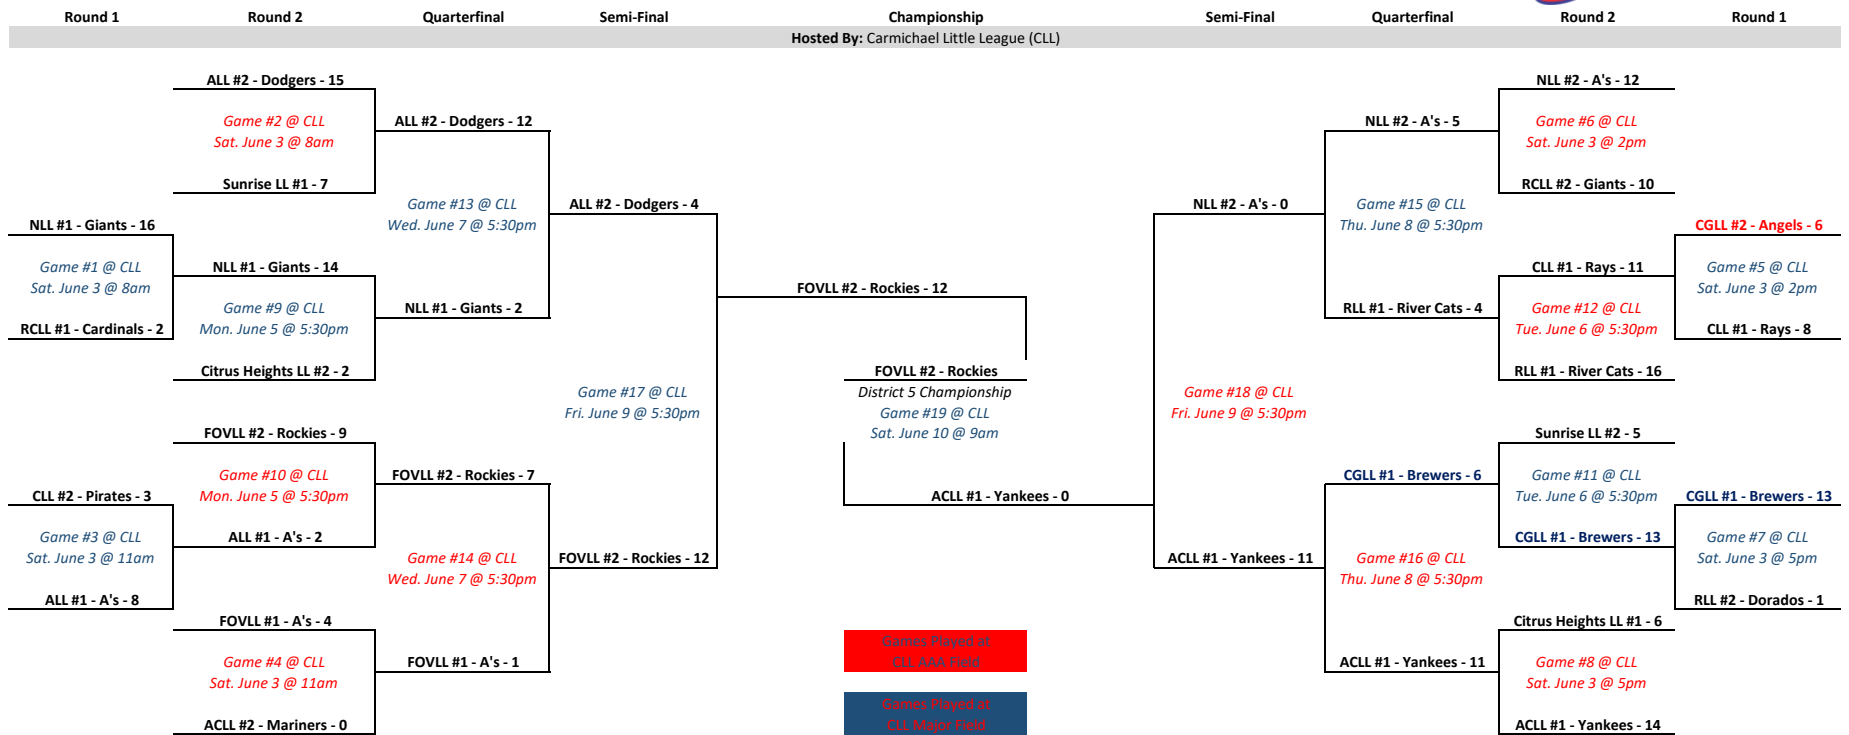 Round 1
Round 2
Quarterfinal
Semi-Final
Championship
Semi-Final
Quarterfinal
Round 2
Round 1
Hosted By: Carmichael Little League (CLL)
ALL #2 - Dodgers - 15
Game #2 @ CLL
Sat. June 3 @ 8am
Sunrise LL #1 - 7
NLL #1 - Giants - 16
Game #1 @ CLL
Sat. June 3 @ 8am
RCLL #1 - Cardinals - 2
NLL #1 - Giants - 14
Game #9 @ CLL
Mon. June 5 @ 5:30pm
Citrus Heights LL #2 - 2
ALL #2 - Dodgers - 12
Game #13 @ CLL
Wed. June 7 @ 5:30pm
NLL #1 - Giants - 2
FOVLL #2 - Rockies - 9
Game #10 @ CLL
Mon. June 5 @ 5:30pm
ALL #1 - A's - 2
CLL #2 - Pirates - 3
Game #3 @ CLL
Sat. June 3 @ 11am
ALL #1 - A's - 8
FOVLL #1 - A's - 4
Game #4 @ CLL
Sat. June 3 @ 11am
ACLL #2 - Mariners - 0
FOVLL #2 - Rockies - 7
Game #14 @ CLL
Wed. June 7 @ 5:30pm
FOVLL #1 - A's - 1
ALL #2 - Dodgers - 4
Game #17 @ CLL
Fri. June 9 @ 5:30pm
FOVLL #2 - Rockies - 12
FOVLL #2 - Rockies - 12
FOVLL #2 - Rockies
District 5 Championship
Game #19 @ CLL
Sat. June 10 @ 9am
ACLL #1 - Yankees - 0
Games Played at
CLL AAA Field
Games Played at
CLL Major Field
NLL #2 - A's - 0
Game #18 @ CLL
Fri. June 9 @ 5:30pm
ACLL #1 - Yankees - 11
NLL #2 - A's - 5
Game #15 @ CLL
Thu. June 8 @ 5:30pm
RLL #1 - River Cats - 4
CGLL #1 - Brewers - 6
Game #16 @ CLL
Thu. June 8 @ 5:30pm
ACLL #1 - Yankees - 11
NLL #2 - A's - 12
Game #6 @ CLL
Sat. June 3 @ 2pm
RCLL #2 - Giants - 10
CLL #1 - Rays - 11
Game #12 @ CLL
Tue. June 6 @ 5:30pm
RLL #1 - River Cats - 16
CGLL #2 - Angels - 6
Game #5 @ CLL
Sat. June 3 @ 2pm
CLL #1 - Rays - 8
Sunrise LL #2 - 5
Game #11 @ CLL
Tue. June 6 @ 5:30pm
CGLL #1 - Brewers - 13
CGLL #1 - Brewers - 13
Game #7 @ CLL
Sat. June 3 @ 5pm
RLL #2 - Dorados - 1
Citrus Heights LL #1 - 6
Game #8 @ CLL
Sat. June 3 @ 5pm
ACLL #1 - Yankees - 14